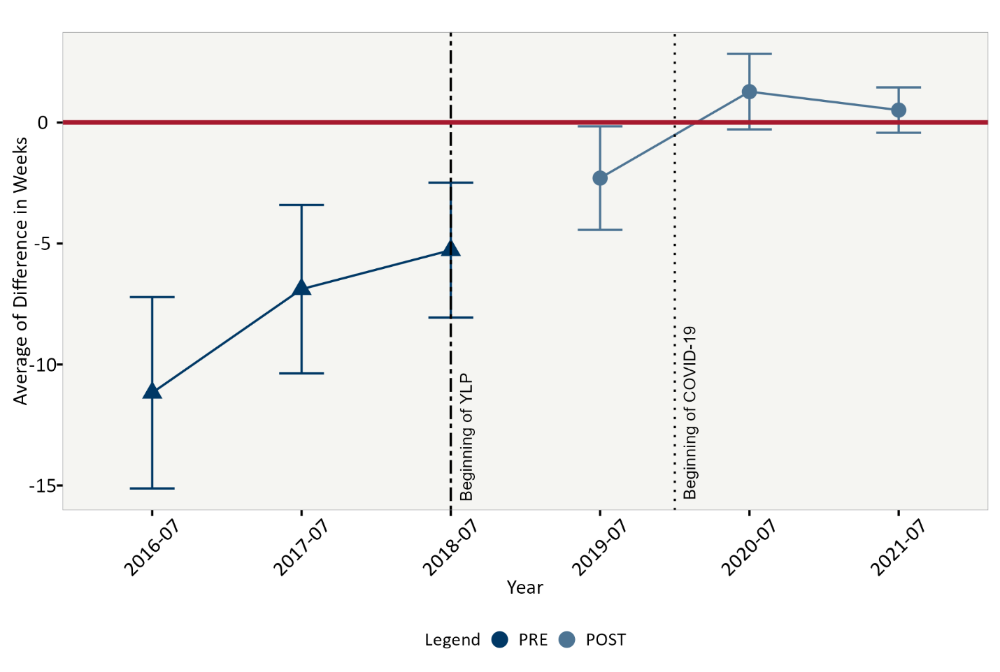 Average of Difference in Weeks
0
-5
-10
-15
Beginning of YLP
Beginning of COVID-19
2016-07
2017-07
2018-07
2019-07
2020-07
2021-07
Year
Legend PRE POST